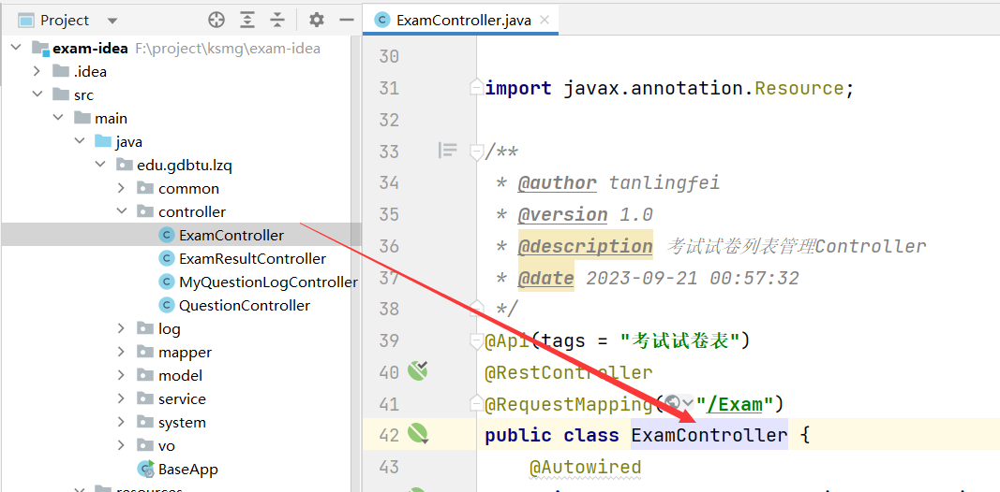 Project
exam-idea F:\project\ksmg\exam-idea
.idea
src
main
java
edu.gdbtu.lzq
common
controller
ExamController
ExamResultController
MyQuestionLogController
QuestionController
log
mapper
model
service
system
vo
BaseApp
resources
ExamController.java
30
31 import javax.annotation.Resource;
32
33 /**
34 * @author tanlingfei
35 * @version 1.0
36 * @description 考试试卷列表管理Controller
37 * @date 2023-09-21 00:57:32
38 */
39 @Api(tags = "考试试卷表")
40 @RestController
41 @RequestMapping("/Exam")
42 public class ExamController {
43 @Autowired